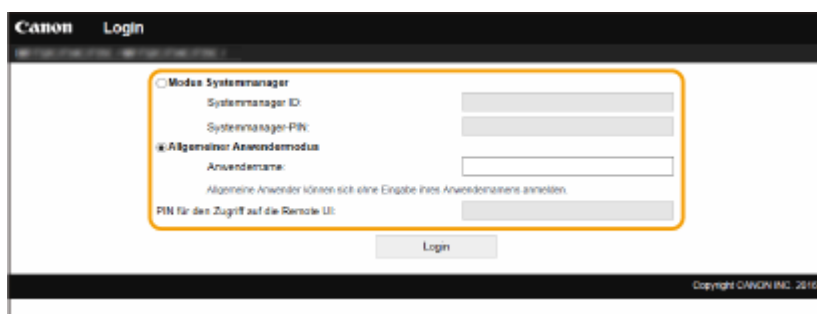 Canon Login
Modus Systemmanager
Systemmanager ID:
Systemmanager-PIN:
Allgemeiner Anwendermodus
Anwendername:
Allgemeine Anwender können sich ohne Eingabe ihres Anwendernamens anmelden.
PIN für den Zugriff auf die Remote UI:
Login
Copyright CANON INC. 2016